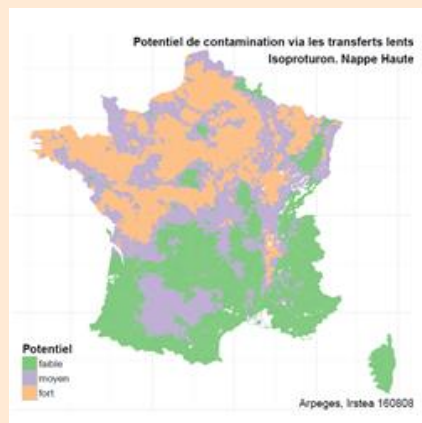 Potentiel de contamination via les transferts lents
Isoproturon. Nappe Haute
Potentiel
faible
moyen
fort
Arpeges, Irstea 160808